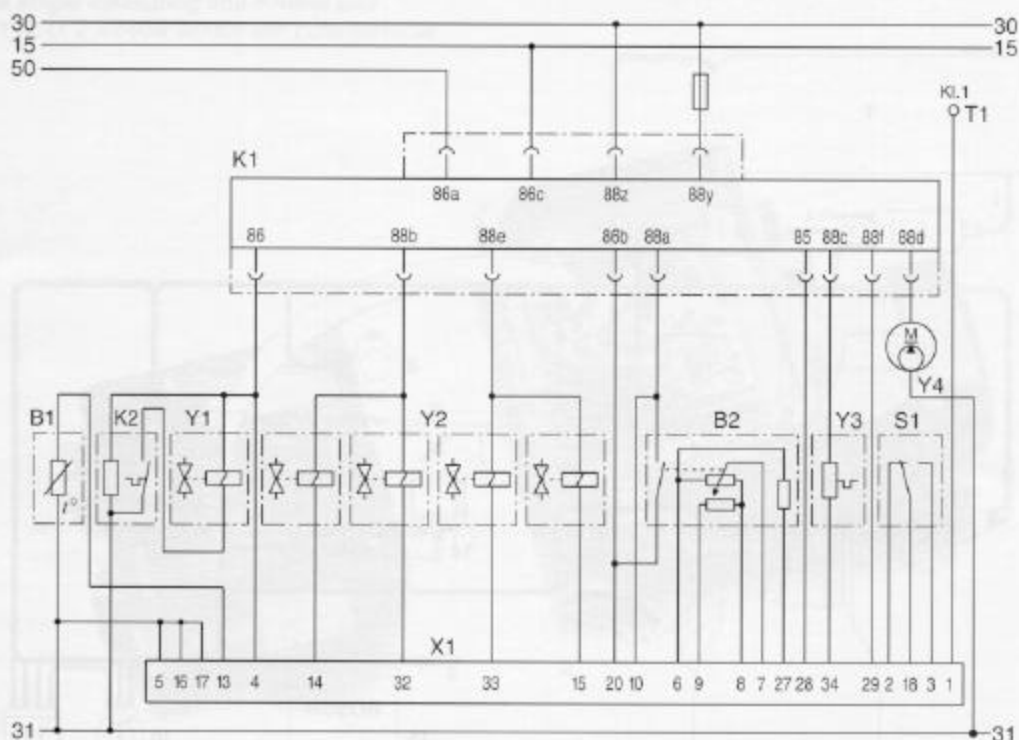 30 30
15 15
50
Kl.1
T1
K1
86a 86c 88z 88y
86 88b 88e 86b 88a 85 88c 88f 88d
M
Y4
B1 K2 Y1 Y2 B2 Y3 S1
t°
X1
5 16 17 13 4 14 32 33 15 20 10 6 9 8 7 27 28 34 29 2 18 3 1
31 31